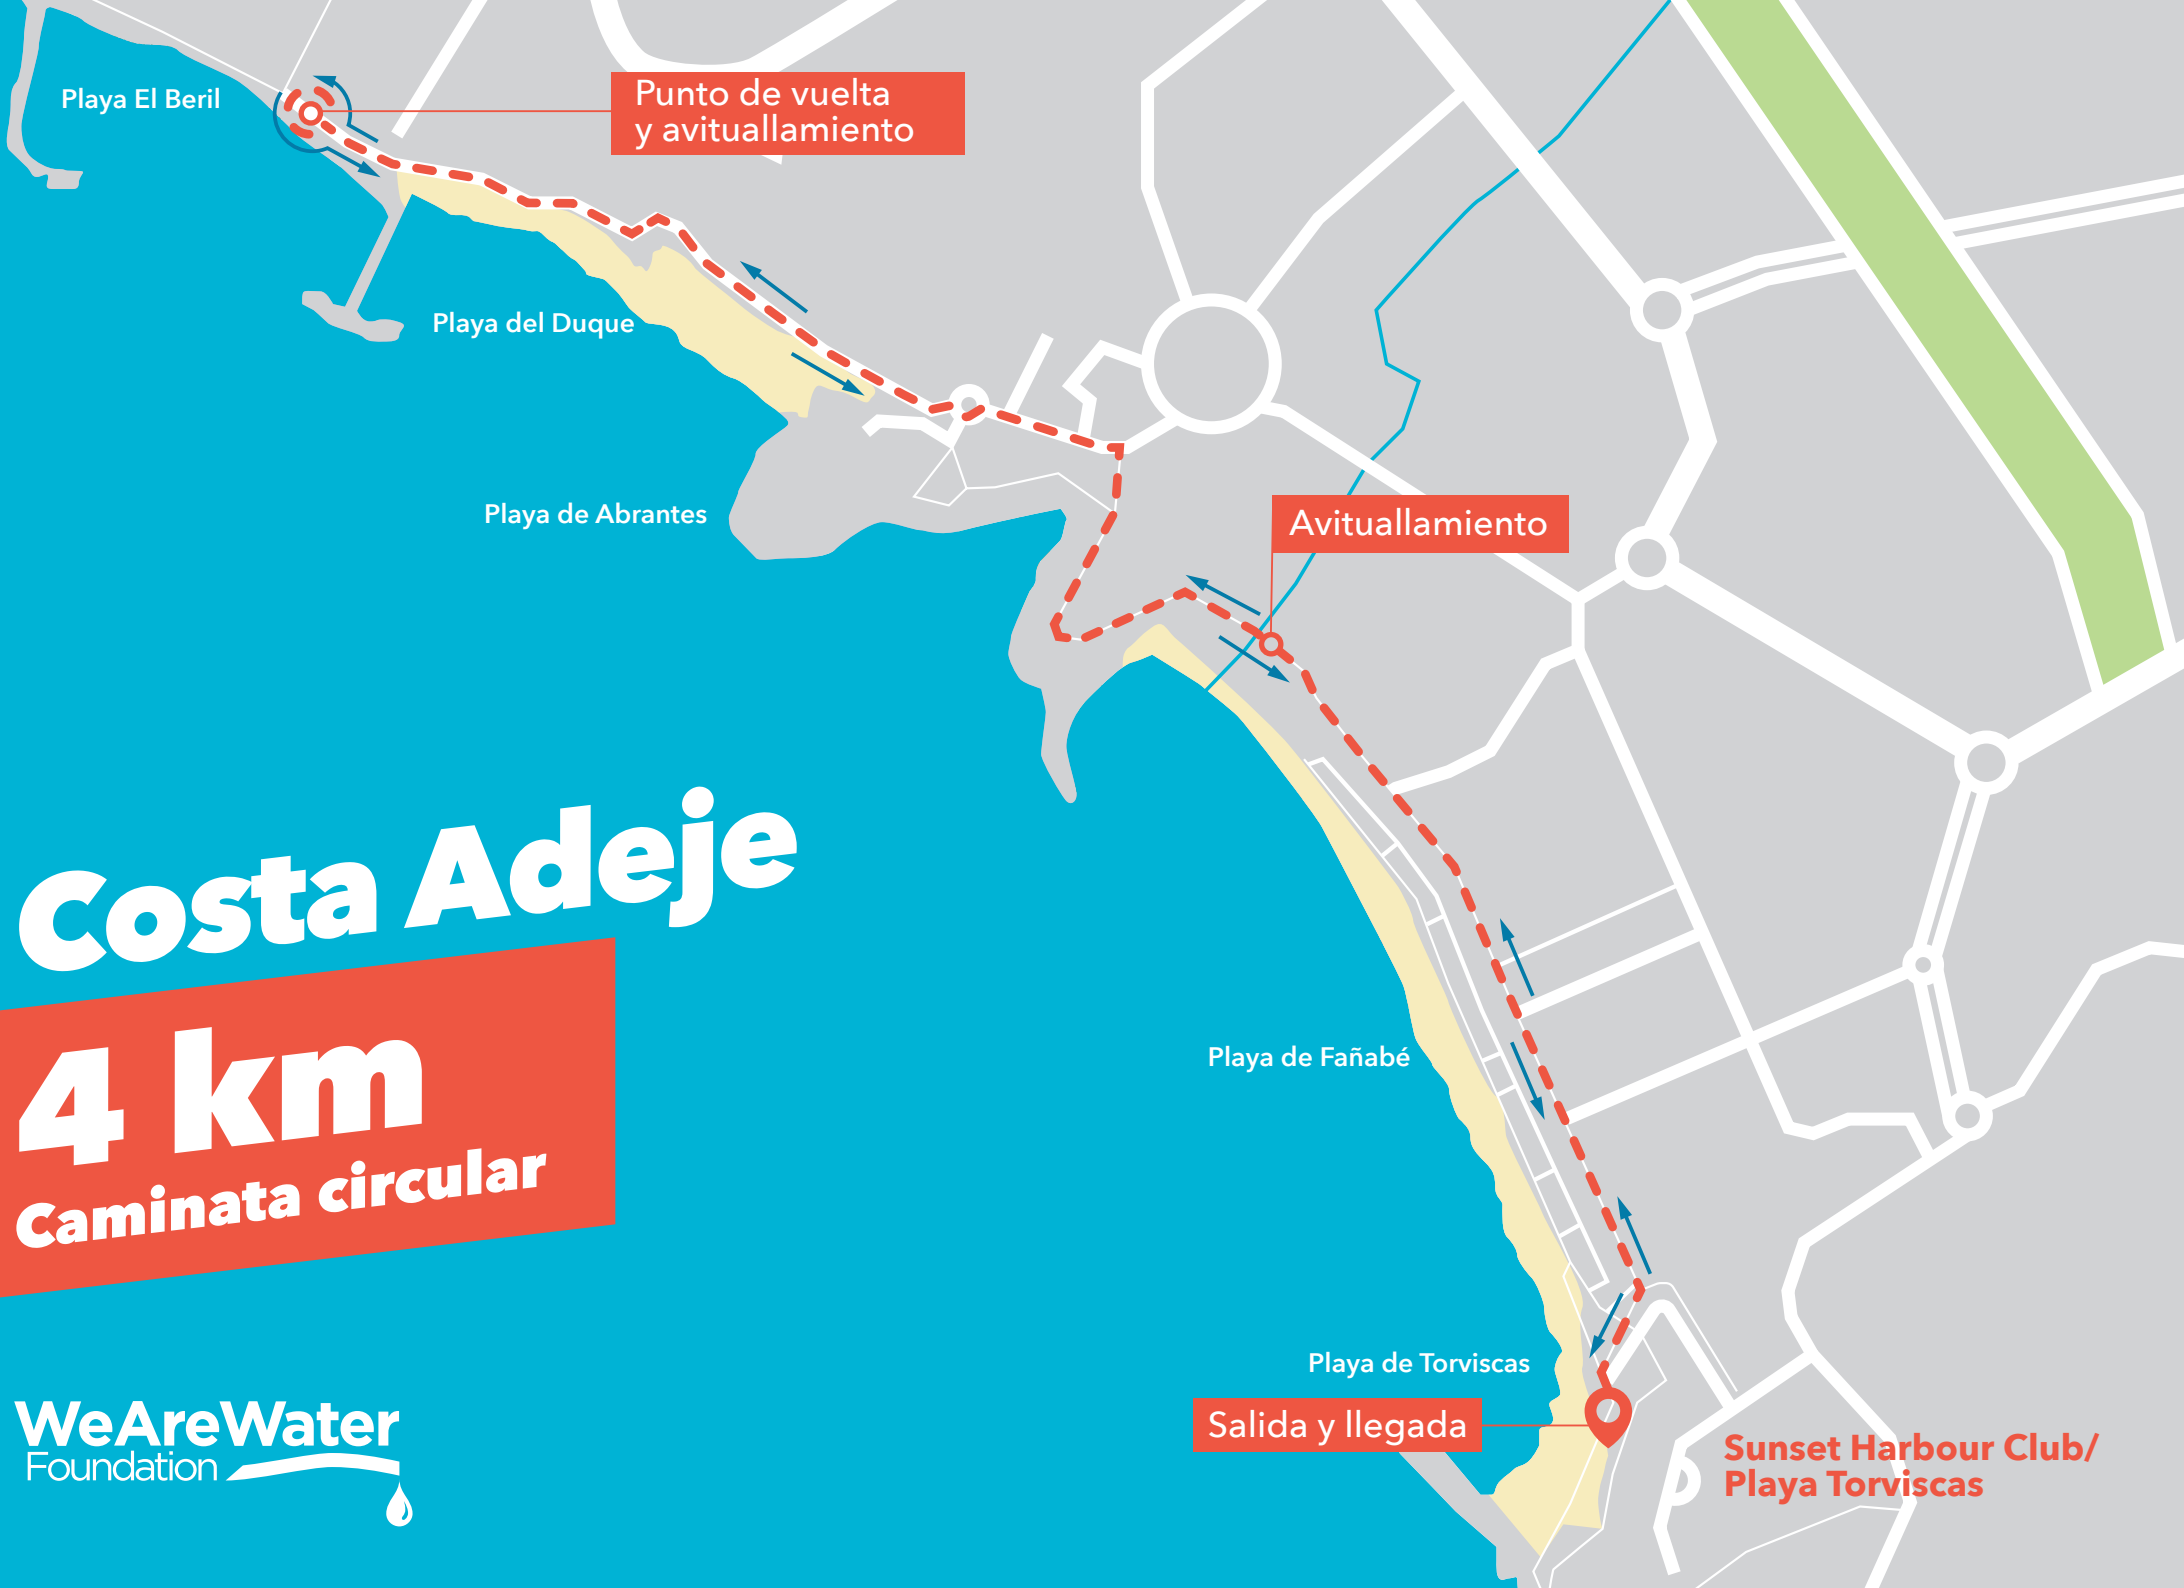 Playa El Beril
Punto de vuelta
y avituallamiento
Playa del Duque
Playa de Abrantes
Avituallamiento
Costa Adeje
4 km
Caminata circular
Playa de Fañabé
Playa de Torviscas
Salida y llegada
Sunset Harbour Club/
Playa Torviscas
WeAreWater
Foundation